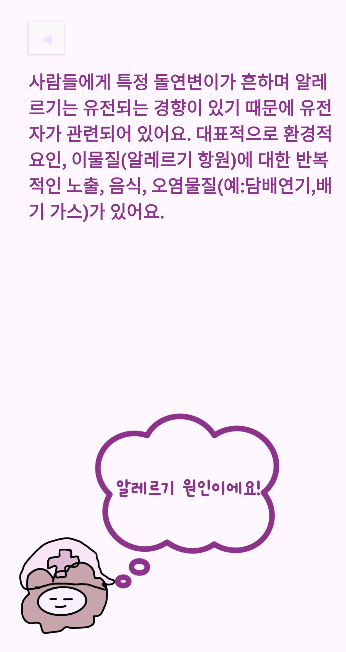 사람들에게 특정 돌연변이가 흔하며 알레
르기는 유전되는 경향이 있기 때문에 유전
자가 관련되어 있어요. 대표적으로 환경적
요인, 이물질(알레르기 항원)에 대한 반복
적인 노출, 음식, 오염물질(예:담배연기,배
기 가스)가 있어요.
알레르기 원인이에요!